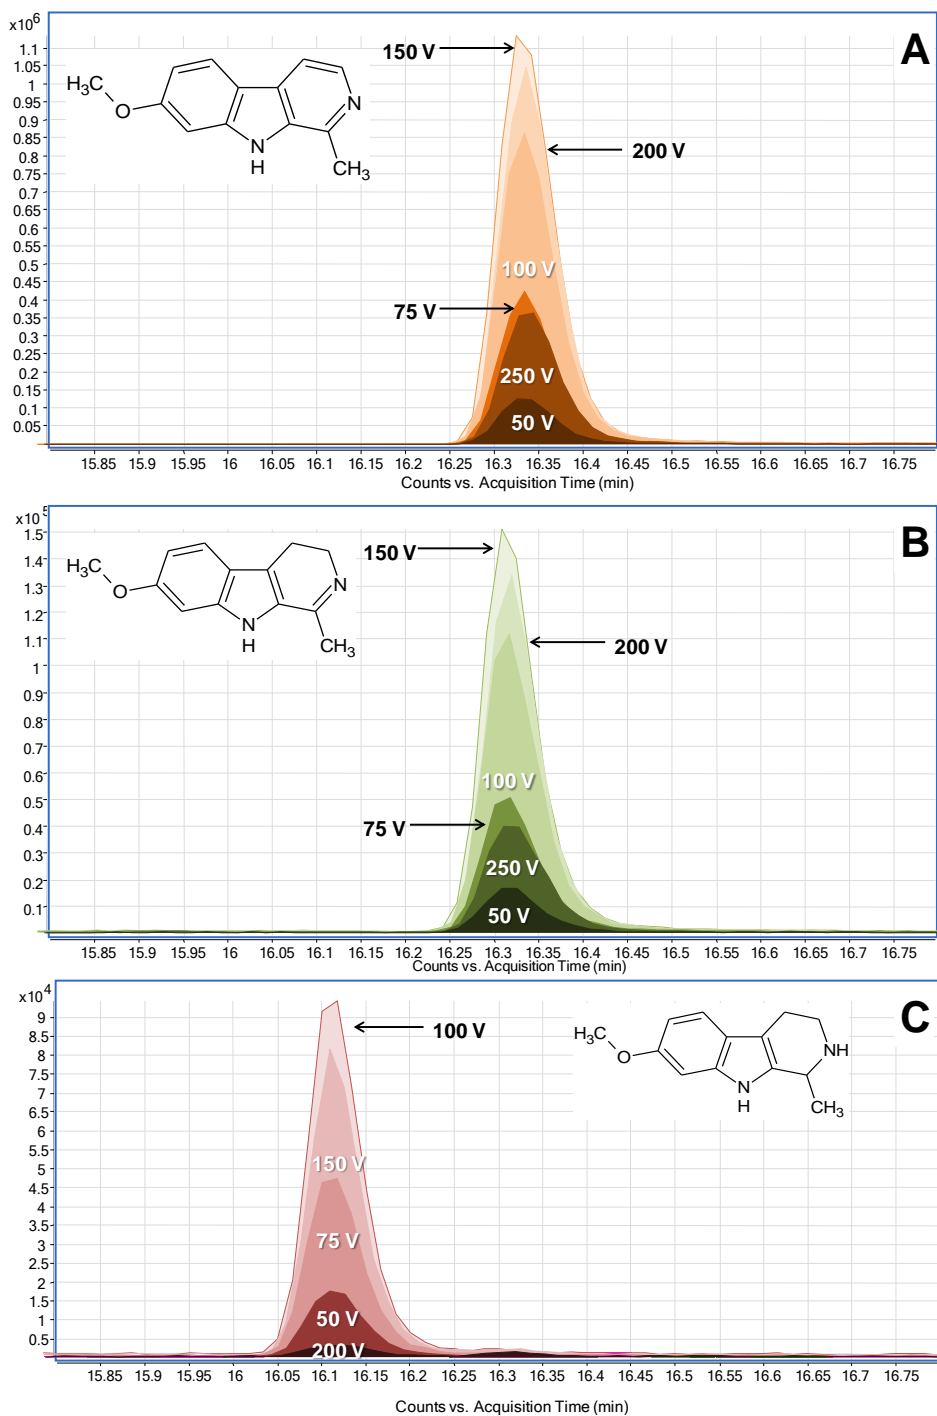 x10⁶
A
1.1
1.05
1
0.95
0.9
0.85
0.8
0.75
0.7
0.65
0.6
0.55
0.5
0.45
0.4
0.35
0.3
0.25
0.2
0.15
0.1
0.05
H₃C
O
N
H
N
CH₃
150 V
200 V
100 V
75 V
250 V
50 V
15.85 15.9 15.95 16 16.05 16.1 16.15 16.2 16.25 16.3 16.35 16.4 16.45 16.5 16.55 16.6 16.65 16.7 16.75
Counts vs. Acquisition Time (min)
x10⁵
B
1.5
1.4
1.3
1.2
1.1
1
0.9
0.8
0.7
0.6
0.5
0.4
0.3
0.2
0.1
H₃C
O
N
H
N
CH₃
150 V
200 V
100 V
75 V
250 V
50 V
15.85 15.9 15.95 16 16.05 16.1 16.15 16.2 16.25 16.3 16.35 16.4 16.45 16.5 16.55 16.6 16.65 16.7 16.75
Counts vs. Acquisition Time (min)
x10⁴
C
9
8.5
8
7.5
7
6.5
6
5.5
5
4.5
4
3.5
3
2.5
2
1.5
1
0.5
H₃C
O
N
H
NH
CH₃
100 V
150 V
75 V
50 V
200 V
15.85 15.9 15.95 16 16.05 16.1 16.15 16.2 16.25 16.3 16.35 16.4 16.45 16.5 16.55 16.6 16.65 16.7 16.75
Counts vs. Acquisition Time (min)